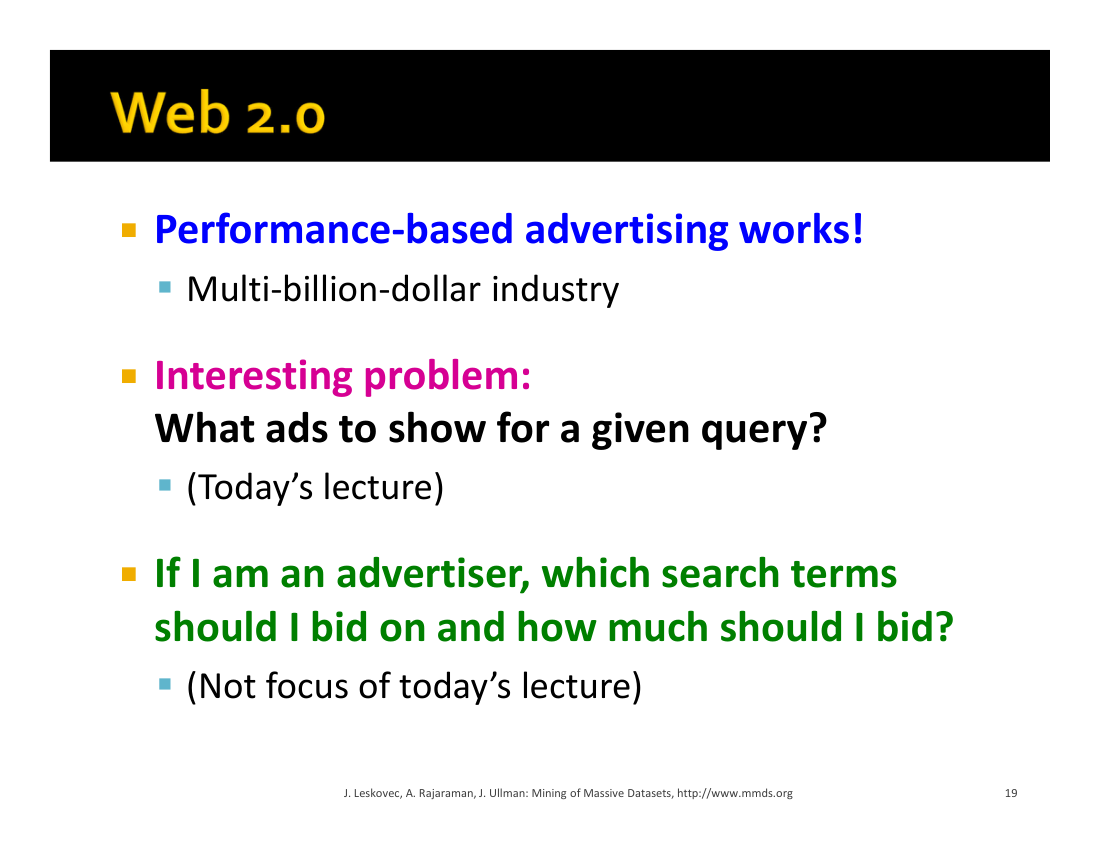 Web 2.0
Performance-based advertising works!
Multi-billion-dollar industry
Interesting problem:
What ads to show for a given query?
(Today’s lecture)
If I am an advertiser, which search terms
should I bid on and how much should I bid?
(Not focus of today’s lecture)
J. Leskovec, A. Rajaraman, J. Ullman: Mining of Massive Datasets, http://www.mmds.org
19